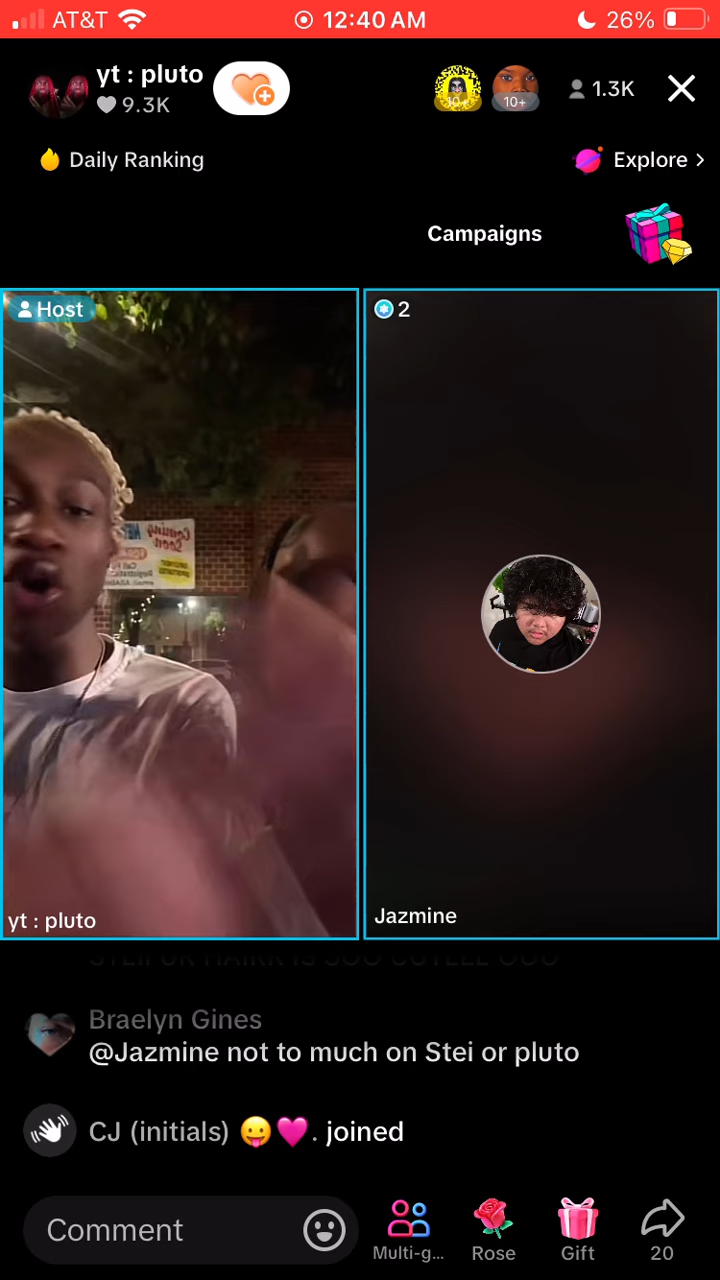 AT&T 12:40 AM 26%
yt : pluto
9.3K
10+ 10+ 1.3K
Daily Ranking
Explore >
Campaigns
Host
2
Coming
Soon
yt : pluto
Jazmine
Braelyn Gines
@Jazmine not to much on Stei or pluto
CJ (initials) 😛💗. joined
Comment
Multi-g...
Rose
Gift
20